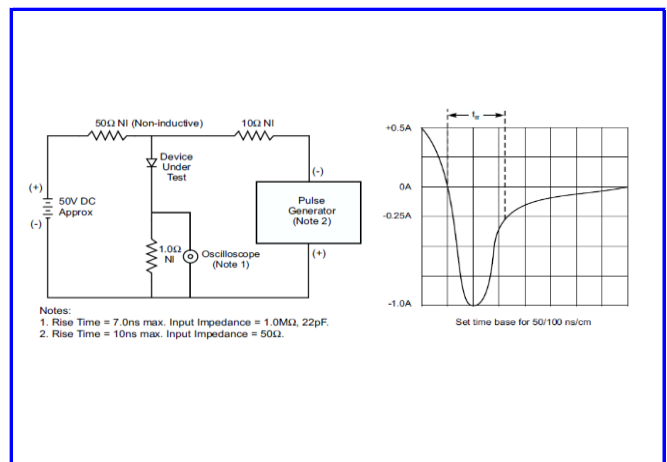 50Ω NI (Non-inductive)
10Ω NI
Device
Under
Test
(+)
50V DC
Approx
(-)
(-)
Pulse
Generator
(Note 2)
(+)
1.0Ω
NI
Oscilloscope
(Note 1)
Notes:
1. Rise Time = 7.0ns max. Input Impedance = 1.0MΩ, 22pF.
2. Rise Time = 10ns max. Input Impedance = 50Ω.
trr
+0.5A
0A
-0.25A
-1.0A
Set time base for 50/100 ns/cm